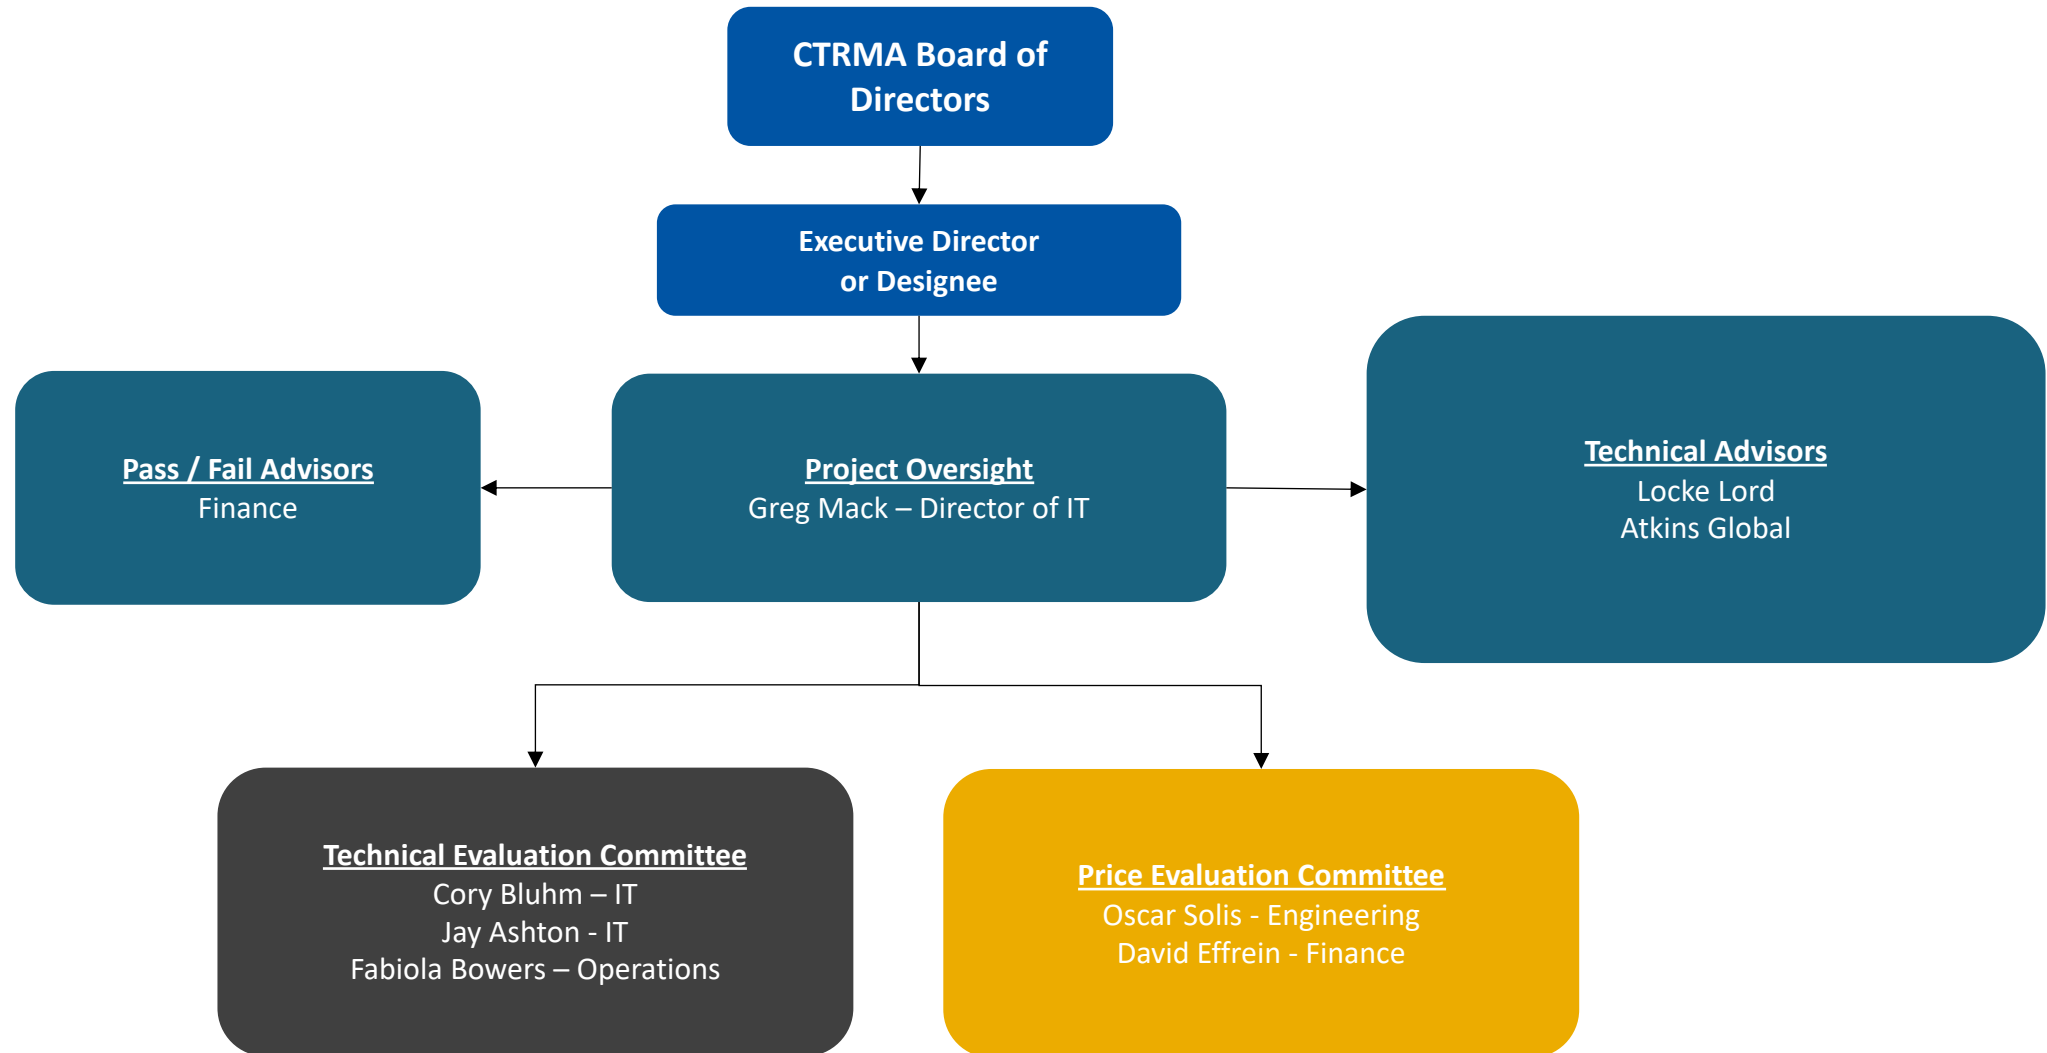 CTRMA Board of
Directors
Executive Director
or Designee
Pass / Fail Advisors
Finance
Project Oversight
Greg Mack – Director of IT
Technical Advisors
Locke Lord
Atkins Global
Technical Evaluation Committee
Cory Bluhm – IT
Jay Ashton - IT
Fabiola Bowers – Operations
Price Evaluation Committee
Oscar Solis - Engineering
David Effrein - Finance